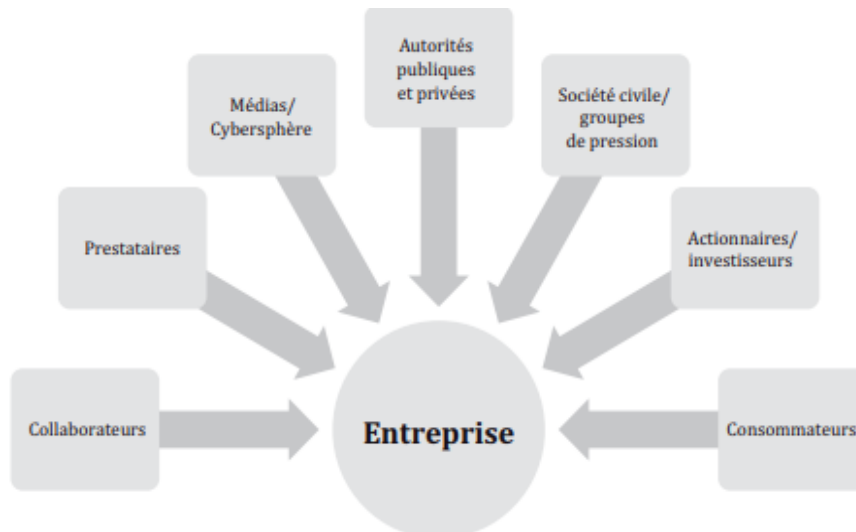 Autorités
publiques
et privées
Médias/
Cybersphère
Société civile/
groupes
de pression
Prestataires
Actionnaires/
investisseurs
Collaborateurs
Entreprise
Consommateurs